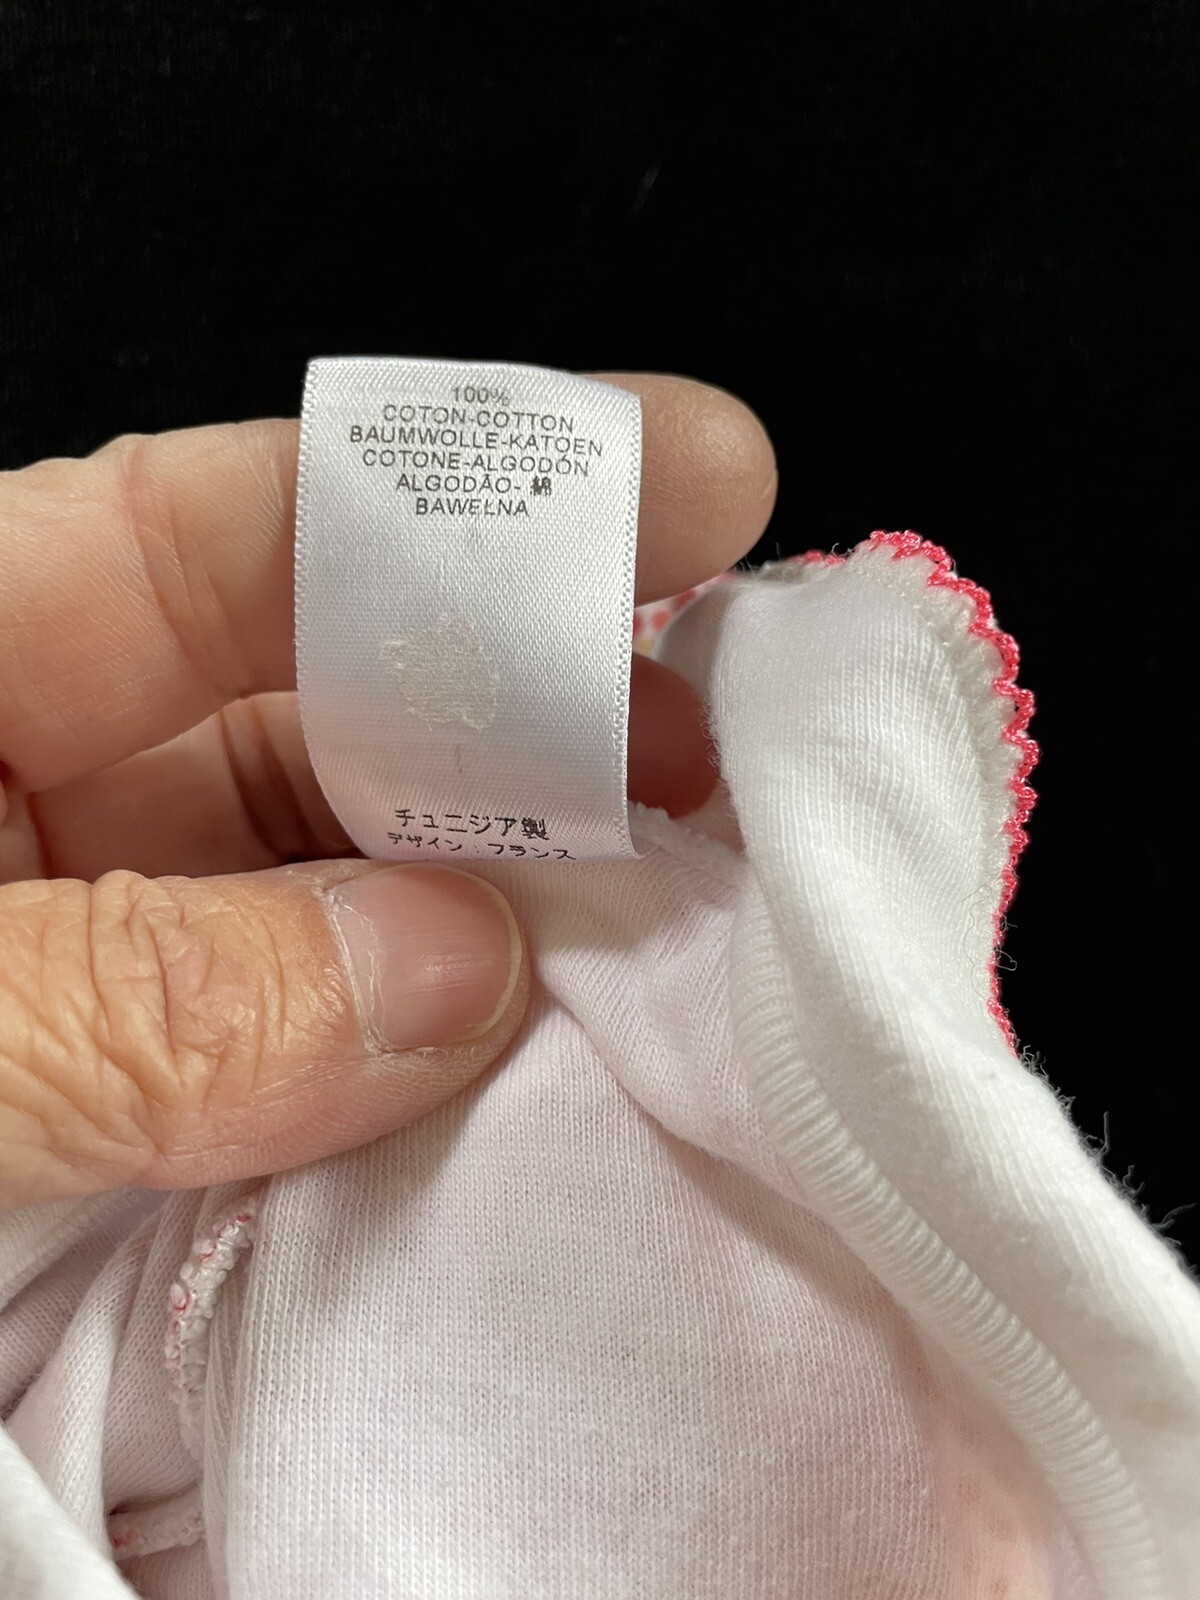 100%
COTON-COTTON
BAUMWOLLE-KATOEN
COTONE-ALGODÓN
ALGODÃO- 綿
BAWEŁNA
チュニジア製
デザイン：フランス